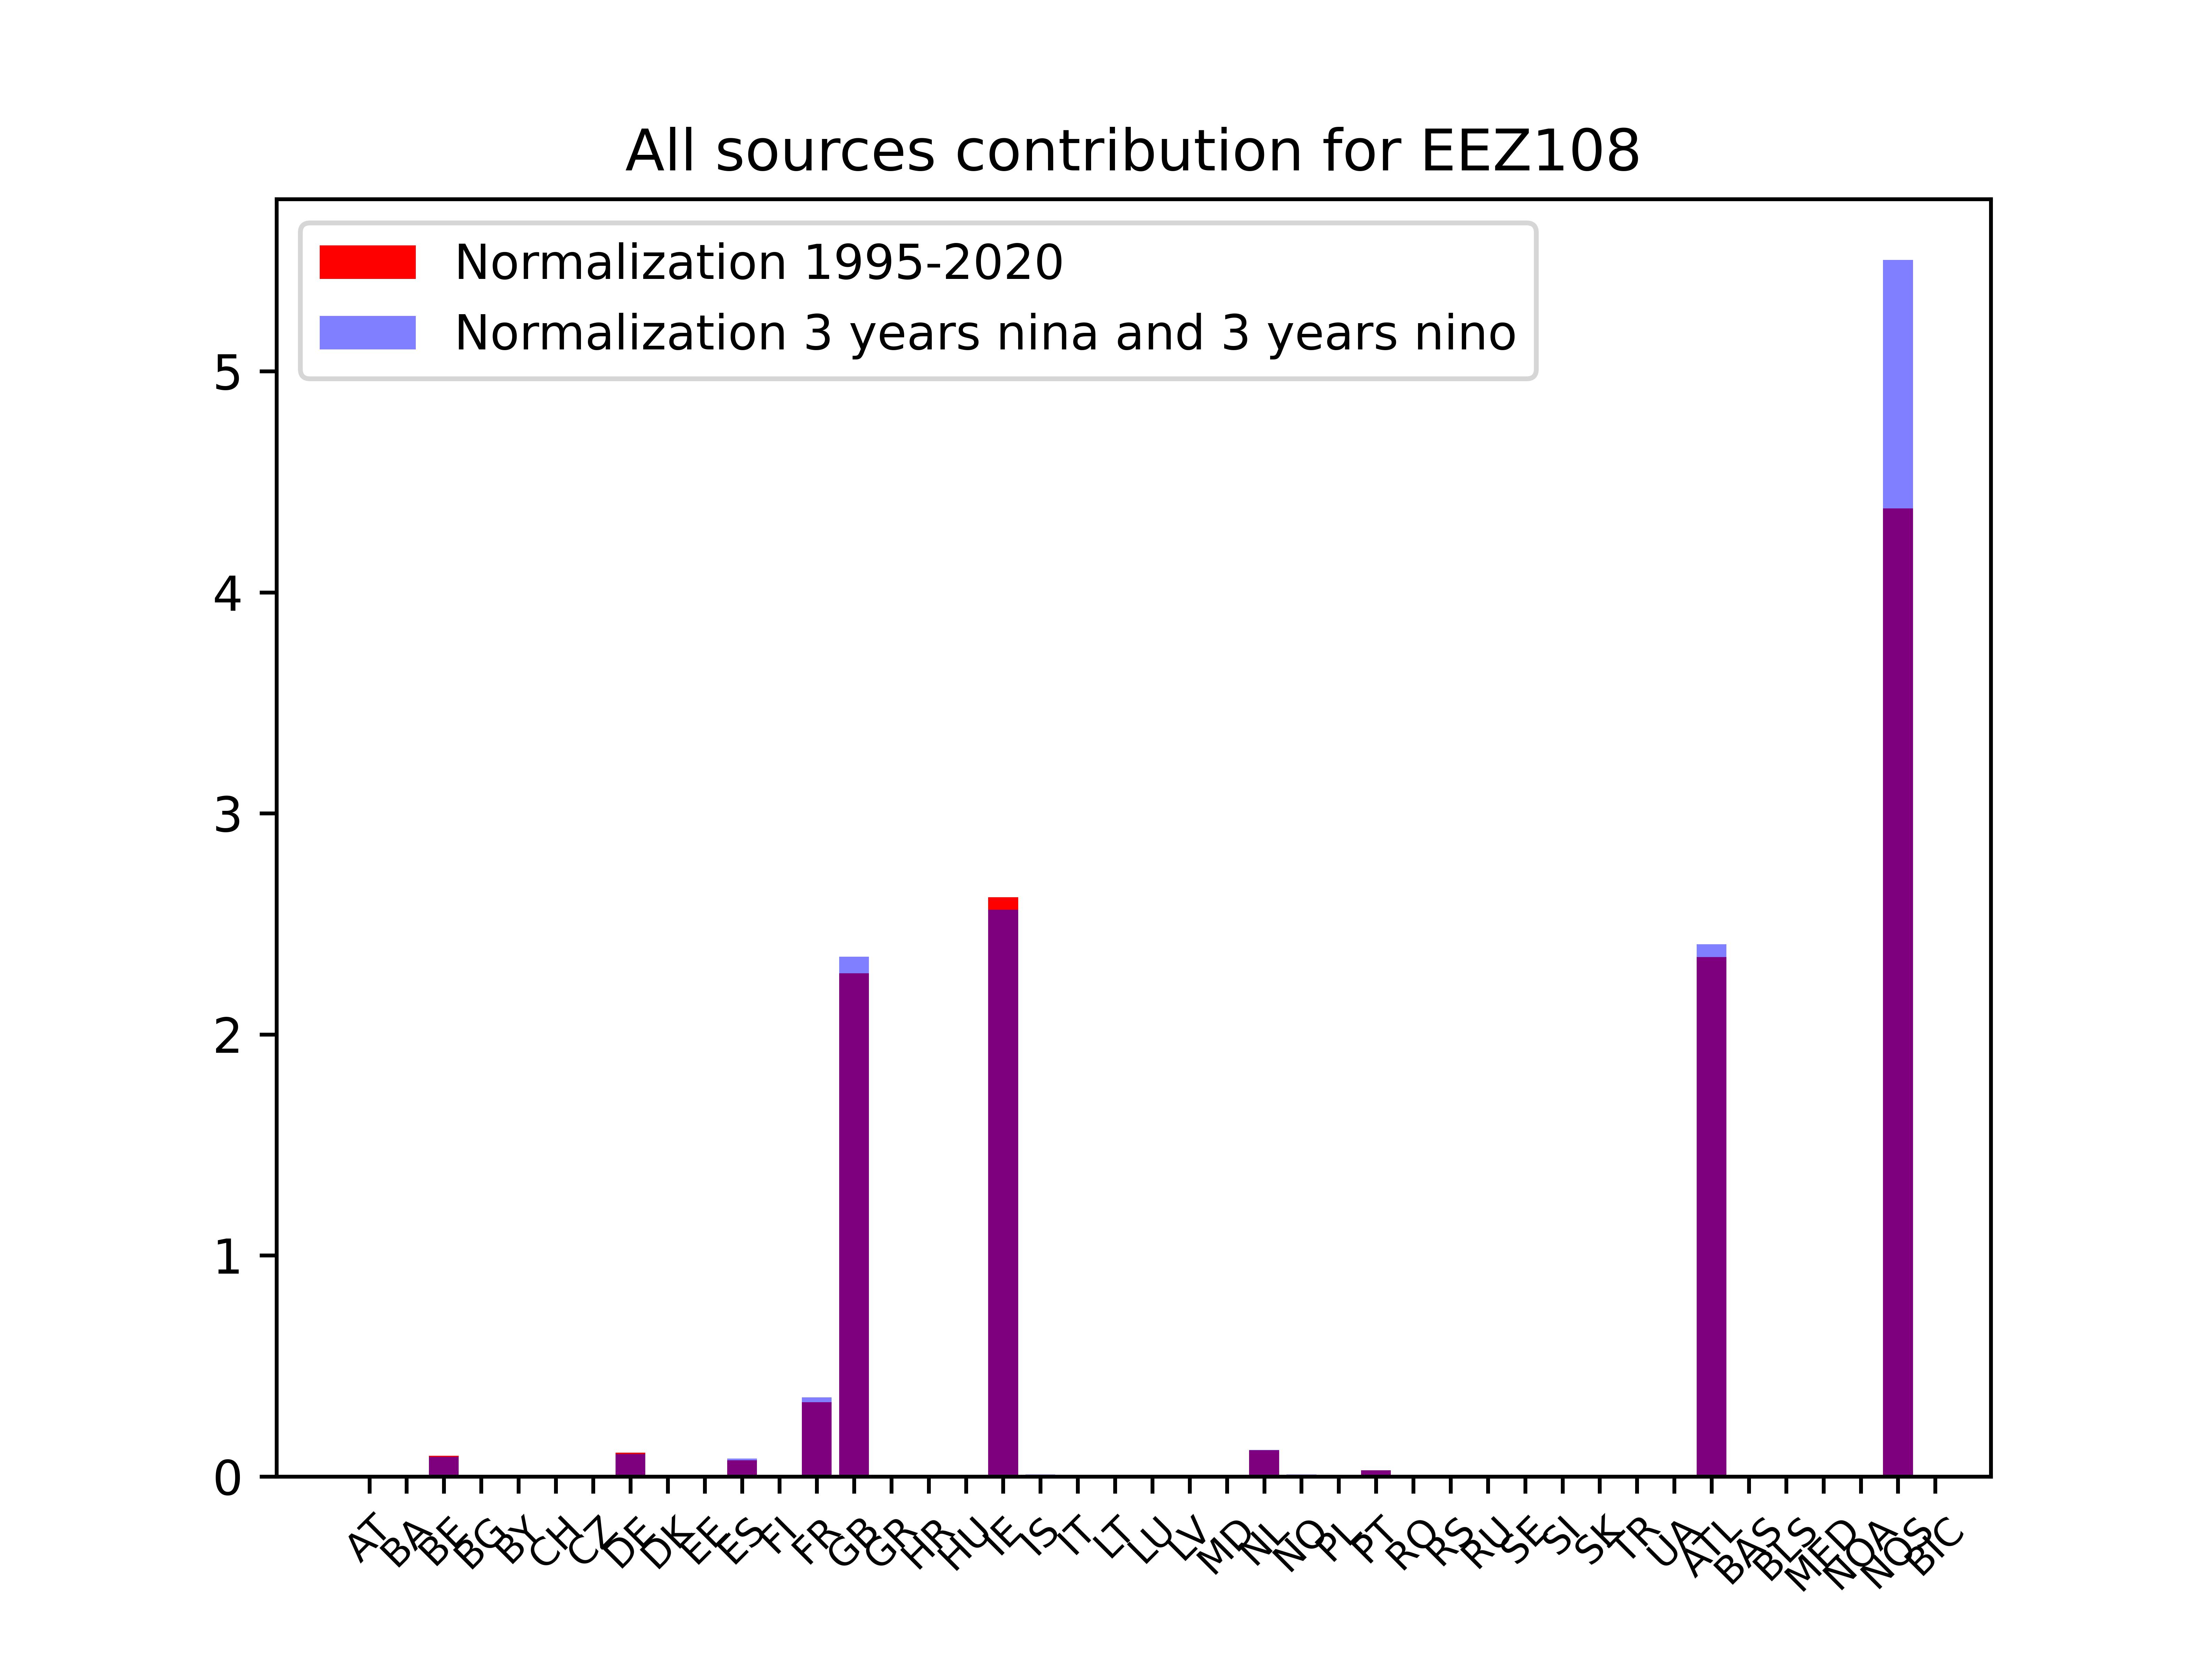 All sources contribution for EEZ108
Normalization 1995-2020
Normalization 3 years nina and 3 years nino
5
4
3
2
1
0
AT BA BE BG BY CH CZ DE DK EE ES FI FR GB GR HR HU IE IS IT LT LU LV MD NL NO PL PT RO RS RU SE SI SK TR UA ATL BAS BLS MED NOA NOS BIC